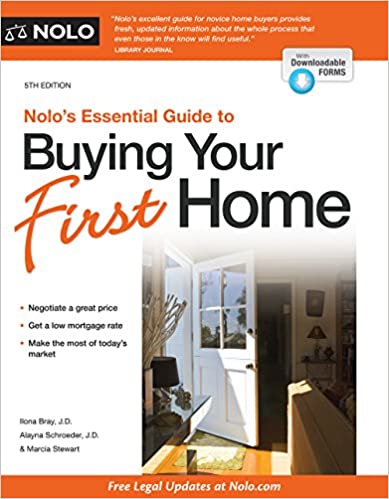 NOLO
"Nolo's excellent guide for novice home buyers provides
fresh, updated information about the whole process that
even those in the know will find useful."
LIBRARY JOURNAL
With
Downloadable
FORMS
5TH EDITION
Nolo's Essential Guide to
Buying Your
First Home
• Negotiate a great price
• Get a low mortgage rate
• Make the most of today's
market
Ilona Bray, J.D.
Alayna Schroeder, J.D.
& Marcia Stewart
Free Legal Updates at Nolo.com